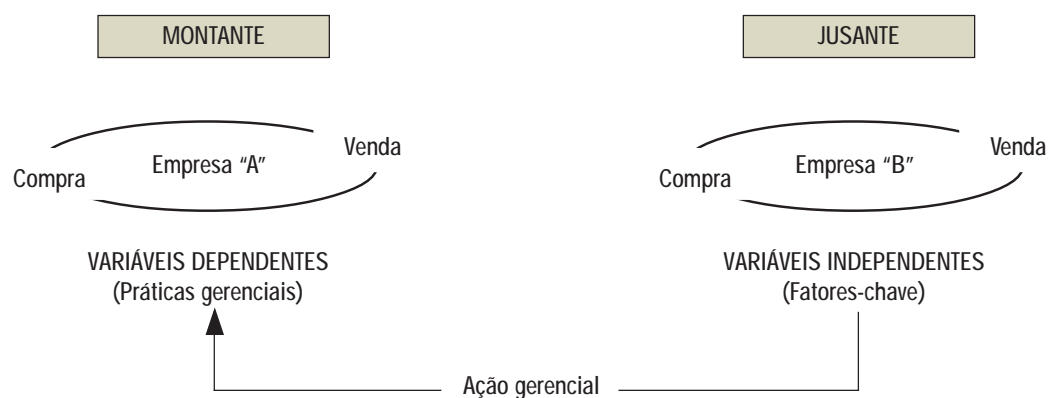 MONTANTE
JUSANTE
Compra
Empresa “A”
Venda
Compra
Empresa “B”
Venda
VARIÁVEIS DEPENDENTES
(Práticas gerenciais)
VARIÁVEIS INDEPENDENTES
(Fatores-chave)
Ação gerencial